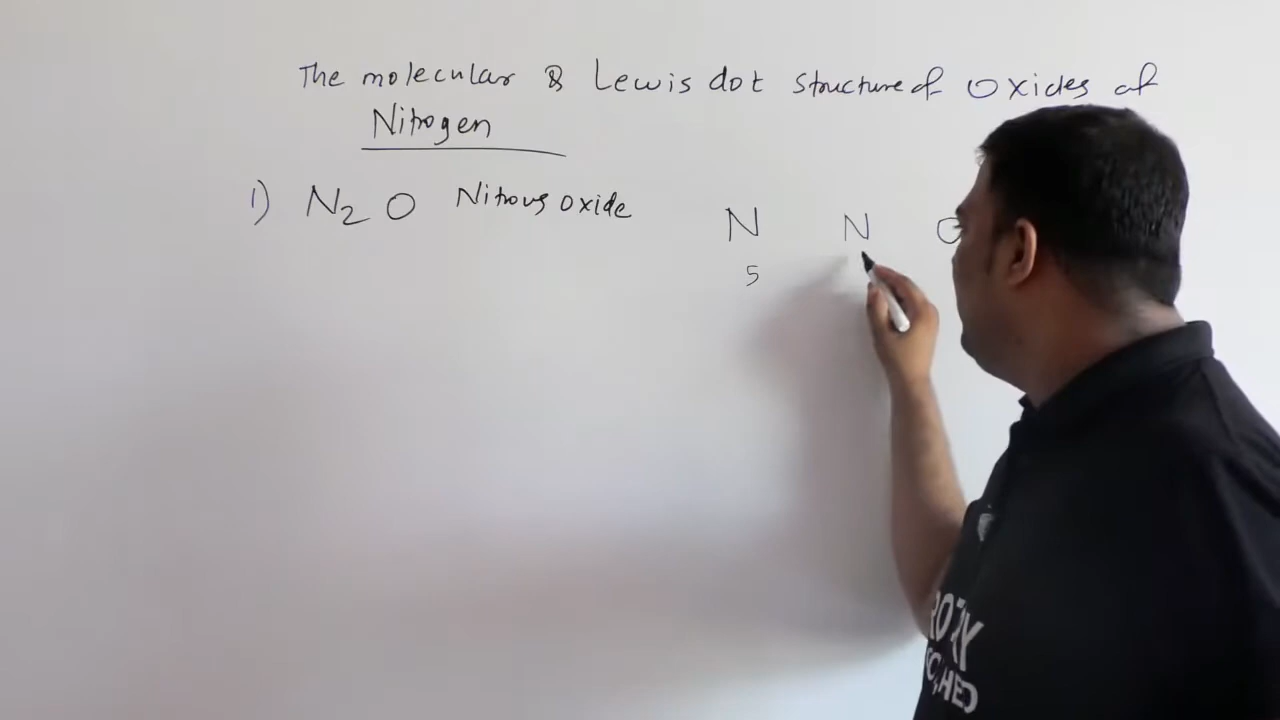 The molecular & Lewis dot structure of Oxides of
Nitrogen
1) N2O Nitrous oxide
N N O
5